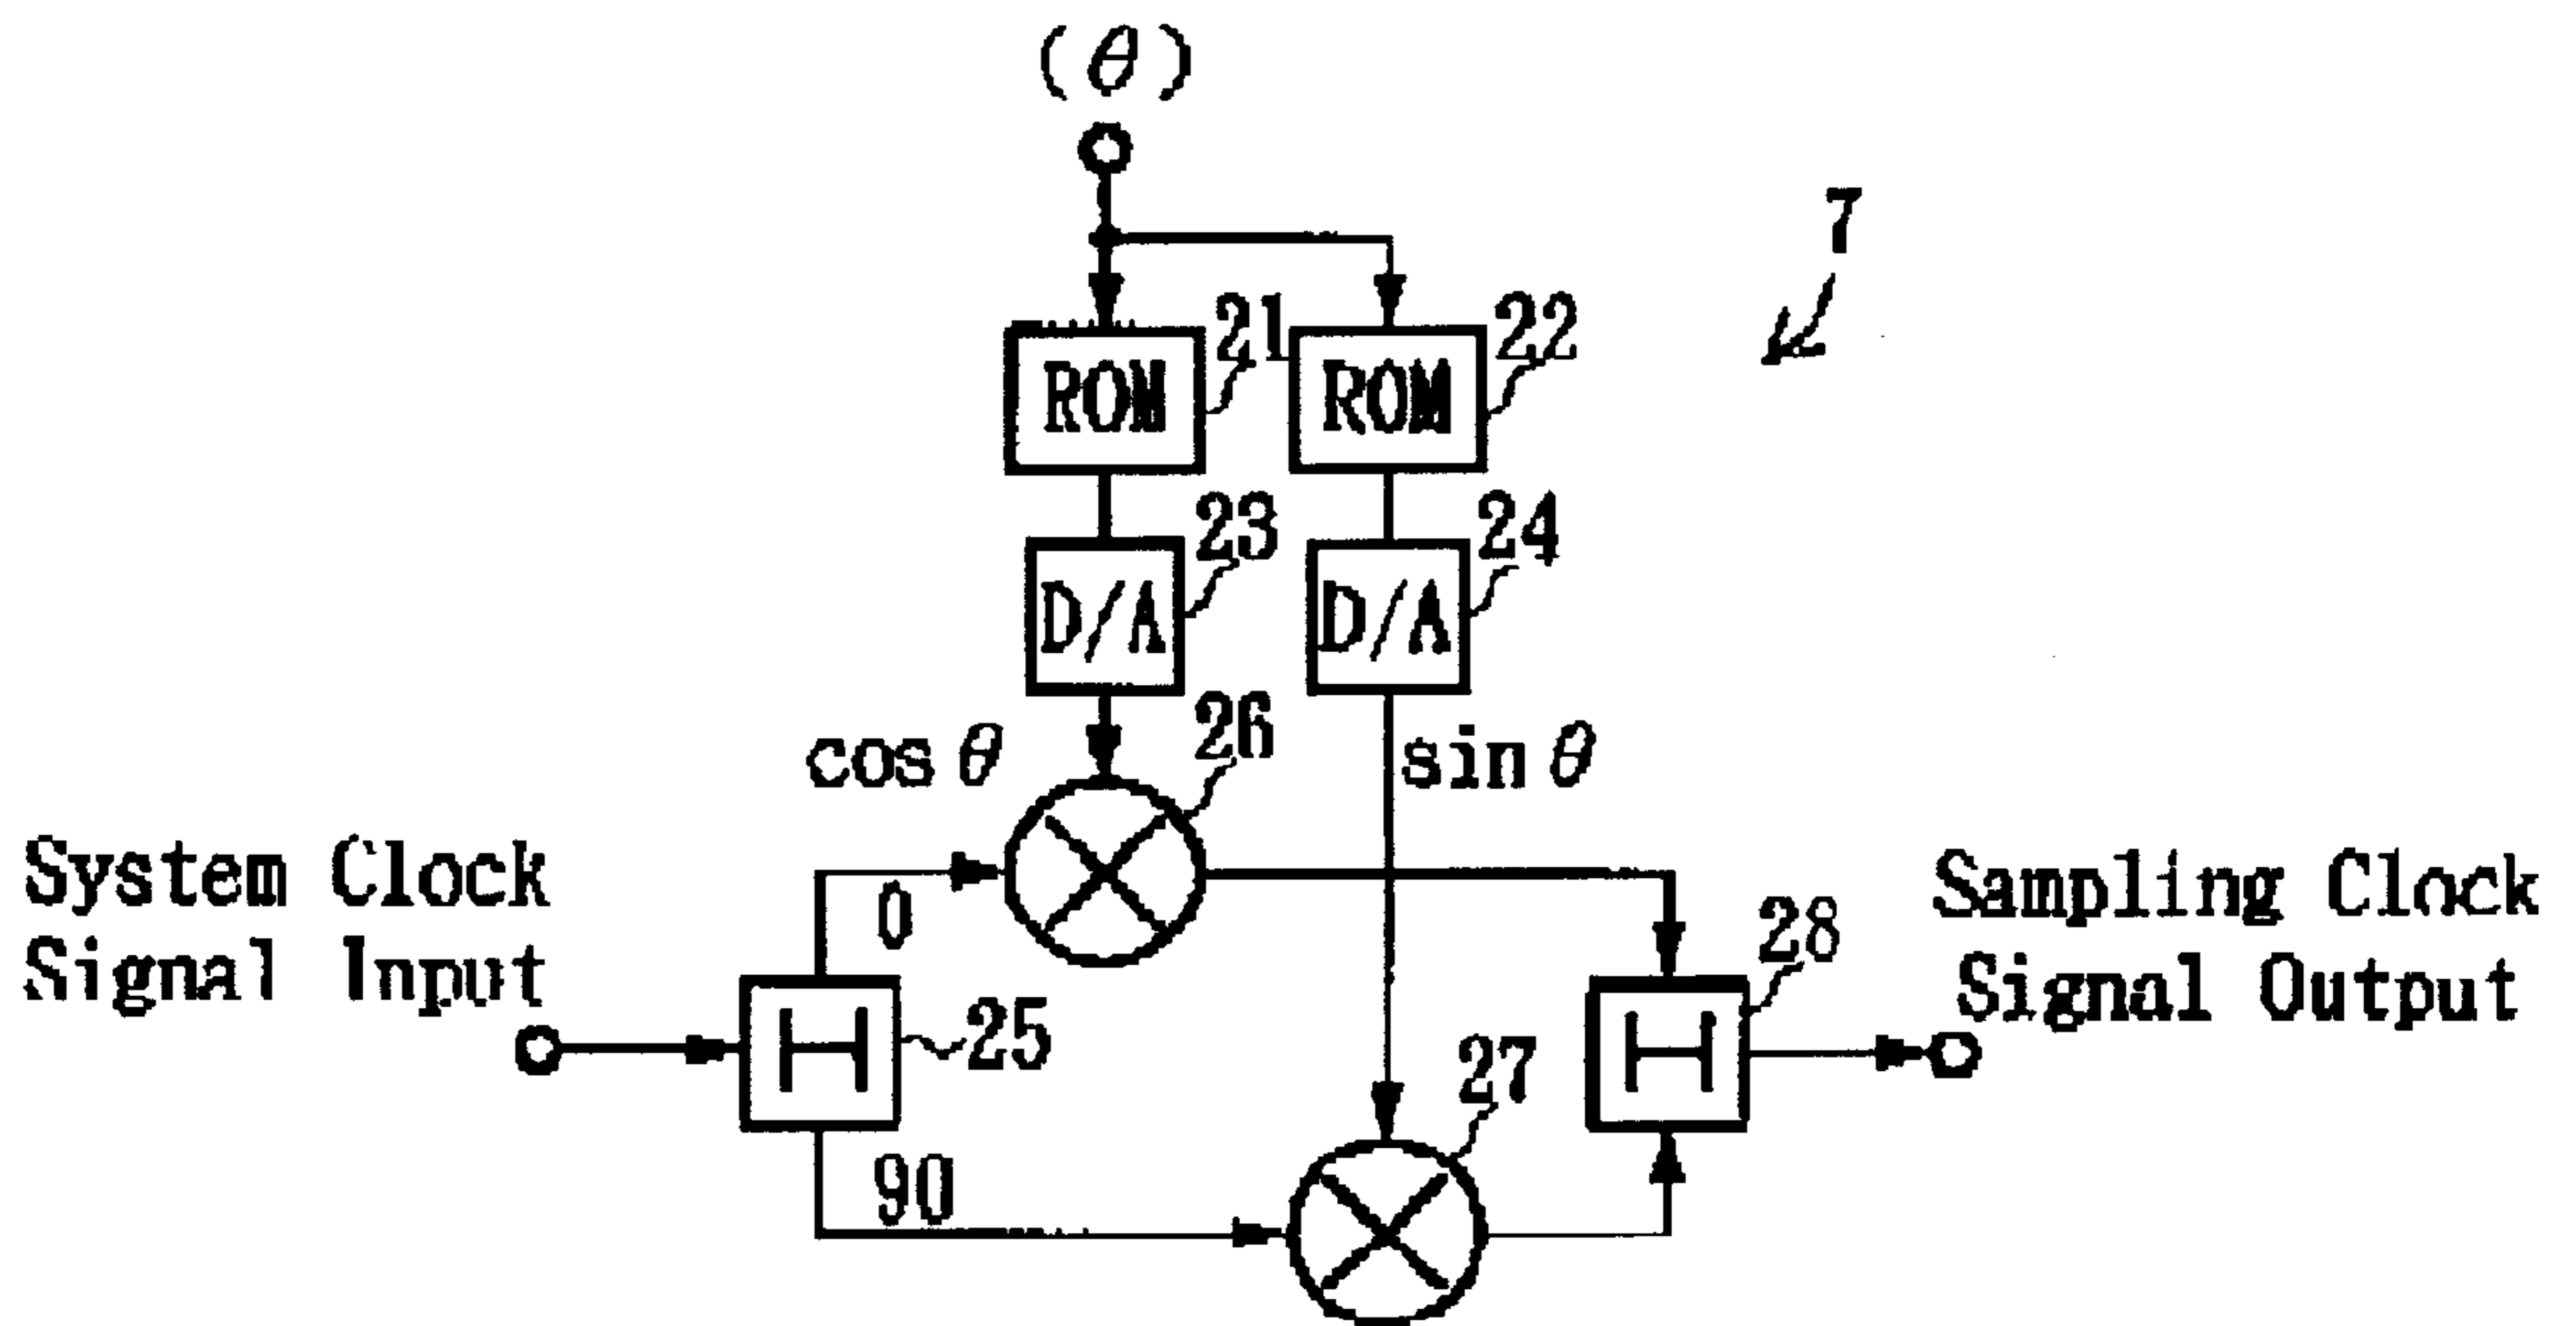 (θ)
7
21
22
ROM
ROM
23
24
D/A
D/A
26
cos θ
sin θ
System Clock
Signal Input
0
Sampling Clock
Signal Output
28
H
25
H
27
90